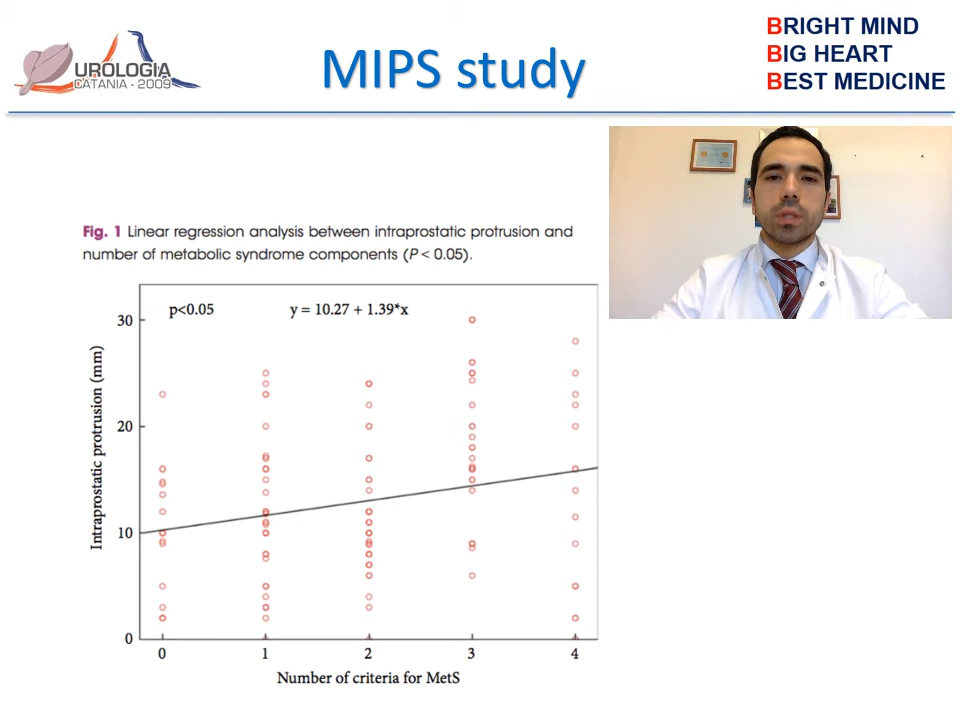 UROLOGIA
CATANIA - 2009
MIPS study
BRIGHT MIND
BIG HEART
BEST MEDICINE
Fig. 1 Linear regression analysis between intraprostatic protrusion and
number of metabolic syndrome components (P < 0.05).
p<0.05
y = 10.27 + 1.39*x
Intraprostatic protrusion (mm)
30
20
10
0
0 1 2 3 4
Number of criteria for MetS